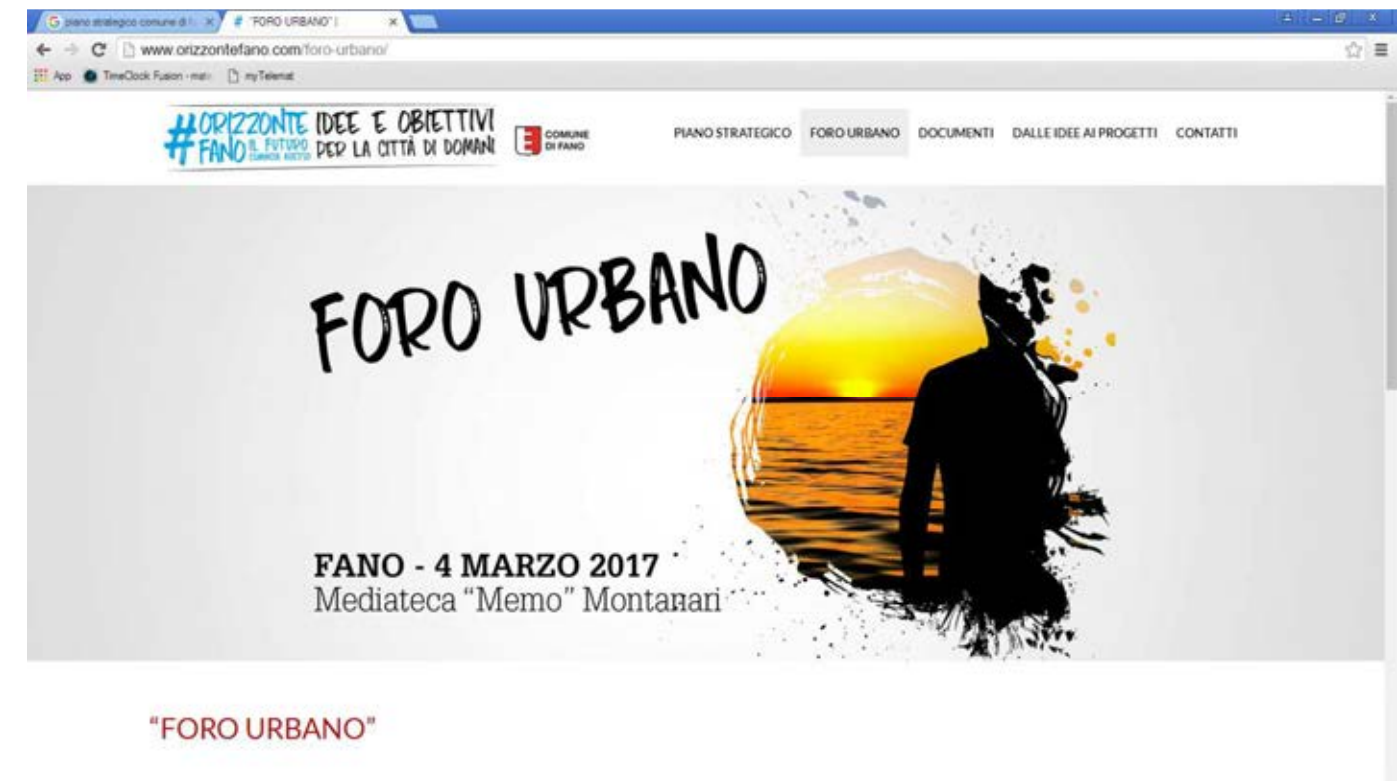 piano strategico comune di f
# "FORO URBANO" |
www.orizzontefano.com/foro-urbano/
App TimeClock Fusion - my Telemat
#ORIZZONTE IDEE E OBIETTIVI
FANO IL FUTURO PER LA CITTÀ DI DOMANI
COMUNE
DI FANO
PIANO STRATEGICO FORO URBANO DOCUMENTI DALLE IDEE AI PROGETTI CONTATTI
FORO URBANO
FANO - 4 MARZO 2017
Mediateca "Memo" Montanari
"FORO URBANO"